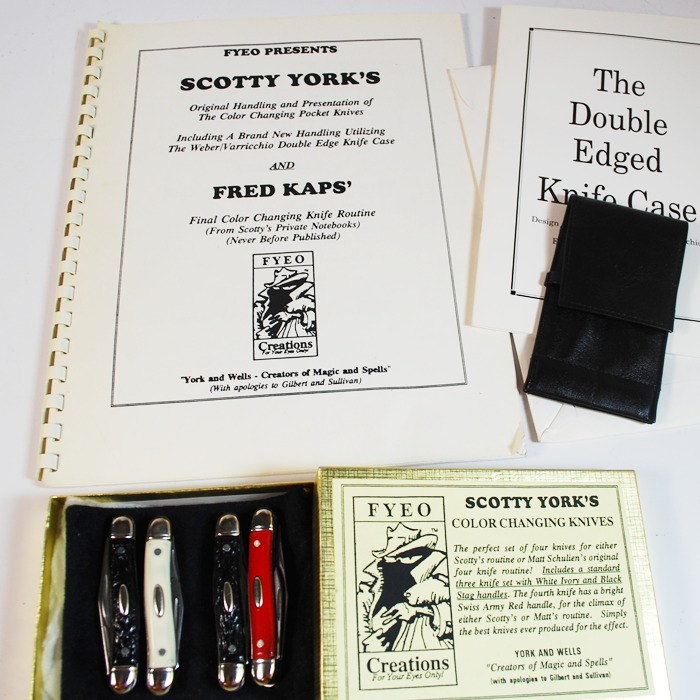 FYEO PRESENTS
SCOTTY YORK'S
Original Handling and Presentation of
The Color Changing Pocket Knives
Including A Brand New Handling Utilizing
The Weber/Varricchio Double Edge Knife Case
AND
FRED KAPS'
Final Color Changing Knife Routine
(From Scotty's Private Notebooks)
(Never Before Published)
FYEO
Creations
For Your Eyes Only!
"York and Wells - Creators of Magic and Spells"
(With apologies to Gilbert and Sullivan)
The
Double
Edged
Knife Case
Design
FYEO
Creations
For Your Eyes Only!
SCOTTY YORK'S
COLOR CHANGING KNIVES
The perfect set of four knives for either
Scotty's routine or Matt Schulien's original
four knife routine! Includes a standard
three knife set with White Ivory and Black
Stag handles. The fourth knife has a bright
Swiss Army Red handle, for the climax of
either Scotty's or Matt's routine. Simply
the best knives ever produced for the effect.
YORK AND WELLS
"Creators of Magic and Spells"
(with apologies to Gilbert and Sullivan)